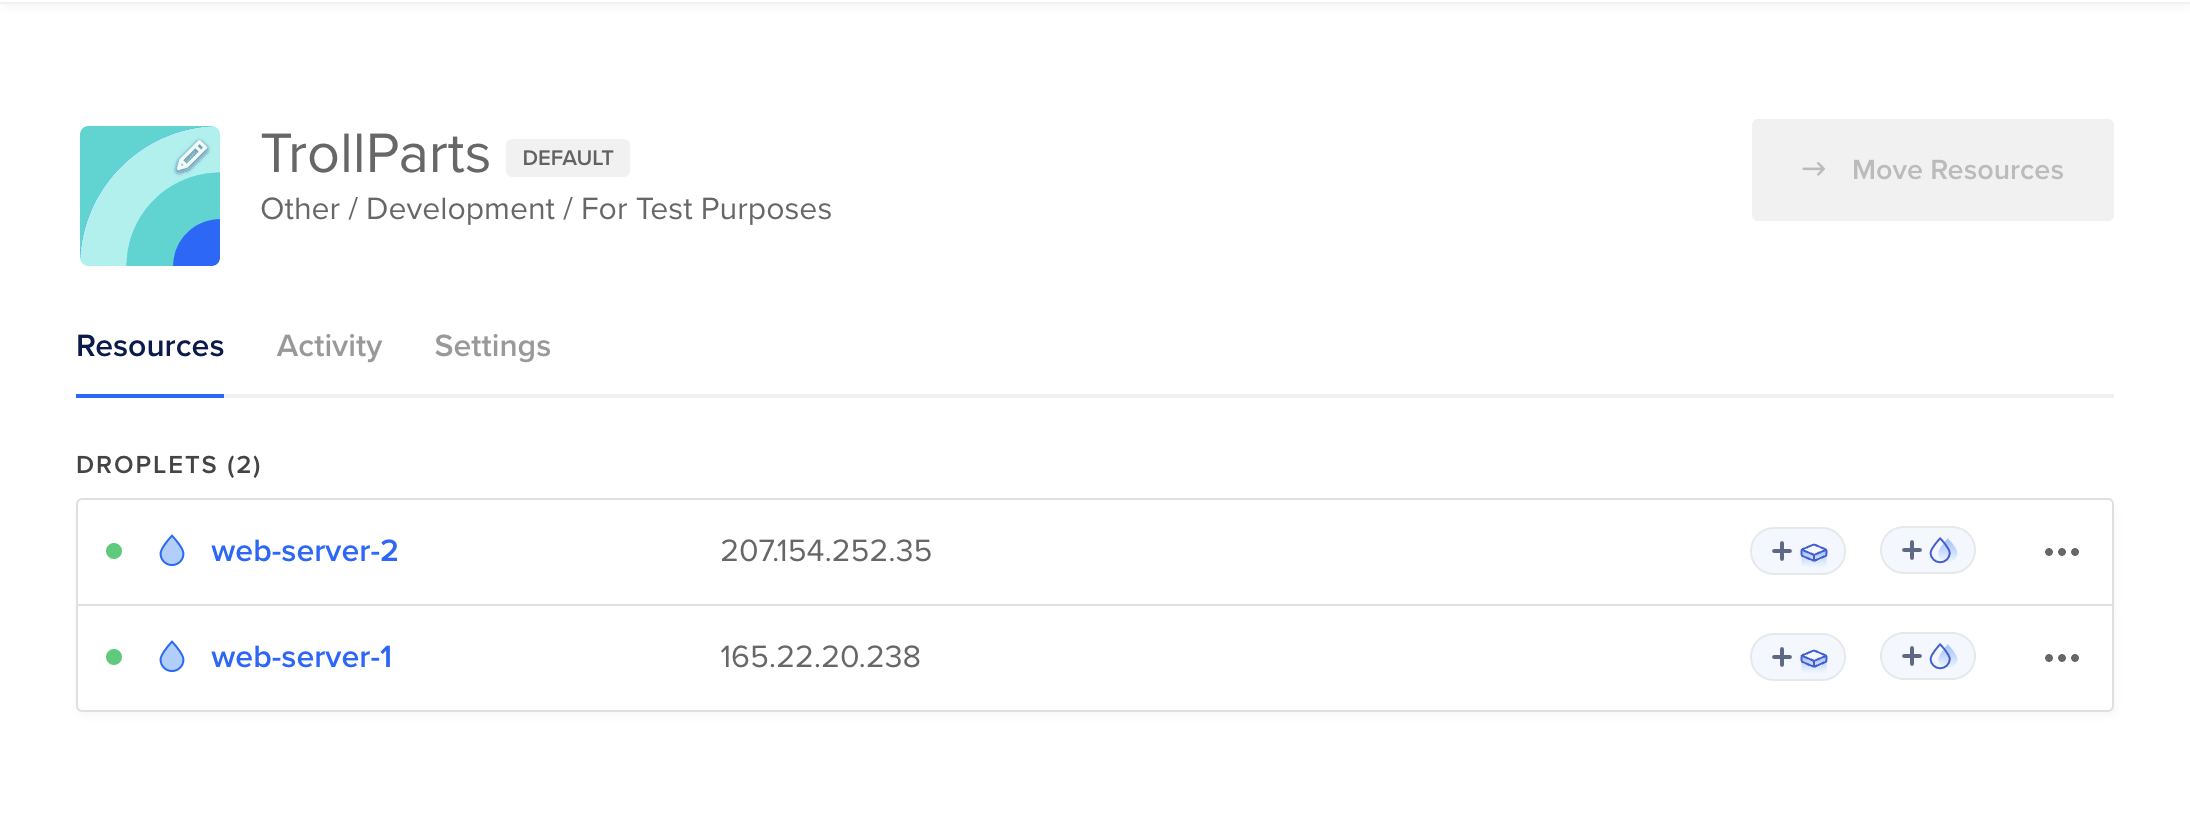 TrollParts DEFAULT
Other / Development / For Test Purposes
→ Move Resources
Resources Activity Settings
DROPLETS (2)
web-server-2 207.154.252.35
web-server-1 165.22.20.238